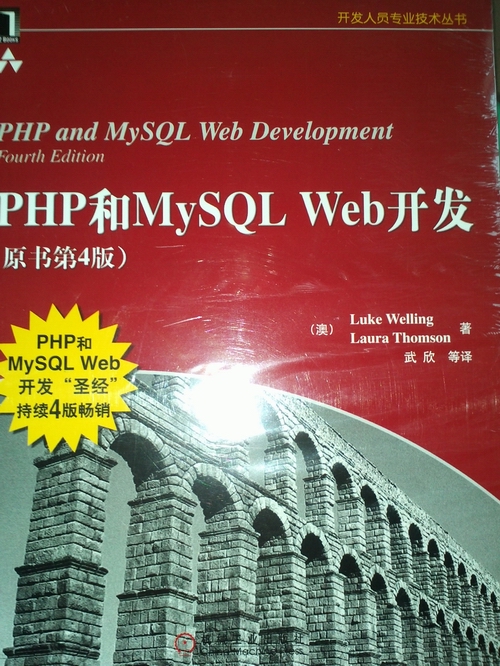 开发人员专业技术丛书
PHP and MySQL Web Development
Fourth Edition
PHP和MySQL Web开发
（原书第4版）
（澳） Luke Welling
Laura Thomson 著
武欣 等译
PHP和
MySQL Web
开发“圣经”
持续4版畅销
China Machine Press